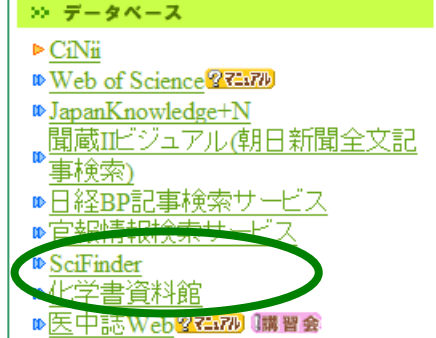 データベース
CiNii
Web of Science ?マニュアル
JapanKnowledge+N
聞蔵IIビジュアル(朝日新聞全文記
事検索)
日経BP記事検索サービス
官報情報検索サービス
SciFinder
化学書資料館
医中誌Web ?マニュアル 講習会